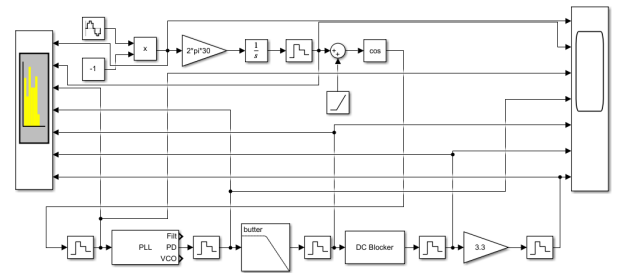 x
2*pi*30
1
s
+
+
cos
-1
butter
Filt
PLL
PD
VCO
DC Blocker
3.3